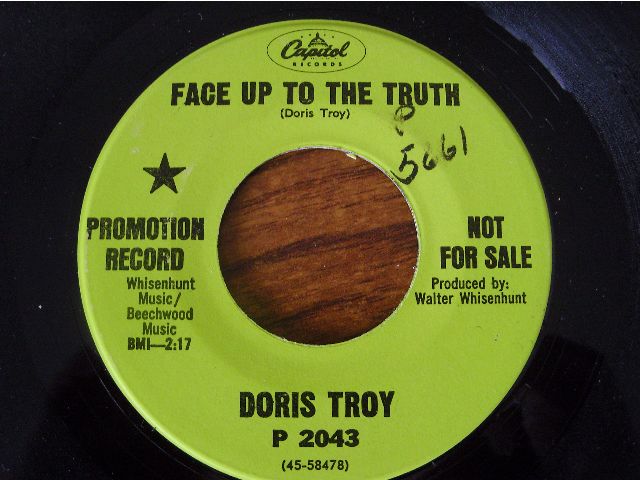 Capitol
RECORDS
FACE UP TO THE TRUTH
(Doris Troy)
P
5661
PROMOTION
RECORD
Whisenhunt
Music/
Beechwood
Music
BMI—2:17
NOT
FOR SALE
Produced by:
Walter Whisenhunt
DORIS TROY
P 2043
(45-58478)